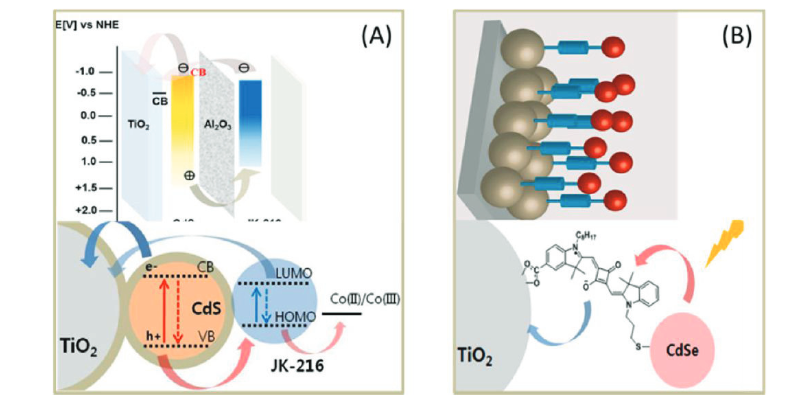 E[V] vs NHE
(A)
-1.0
-0.5
0.0
0.5
1.0
+1.5
+2.0
⊖
CB
⊖
CB
TiO2
Al2O3
⊕
e-
CB
LUMO
CdS
Co(II)/Co(III)
HOMO
h+
VB
TiO2
JK-216
(B)
C8H17
N
O
O
O
O
N
S
TiO2
CdSe